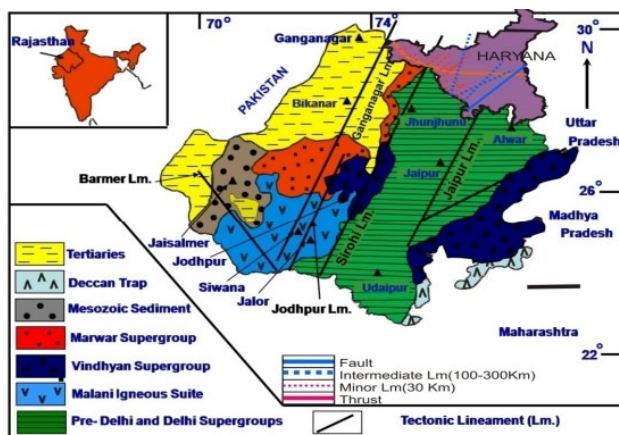 70° 74° 30°
N
Rajasthan
Ganganagar
HARYANA
PAKISTAN
Bikanar
Ganganagar Lm.
Jhunjhunu
Uttar
Pradesh
Alwar
Barmer Lm.
Jaipur
Jaipur Lm.
26°
Sirohi Lm.
Madhya
Pradesh
Jaisalmer
Jodhpur
Siwana
Jalor
Jodhpur Lm.
Udaipur
Maharashtra
22°
Tertiaries
Deccan Trap
Mesozoic Sediment
Marwar Supergroup
Vindhyan Supergroup
Malani Igneous Suite
Pre- Delhi and Delhi Supergroups
Fault
Intermediate Lm(100-300Km)
Minor Lm(30 Km)
Thrust
Tectonic Lineament (Lm.)